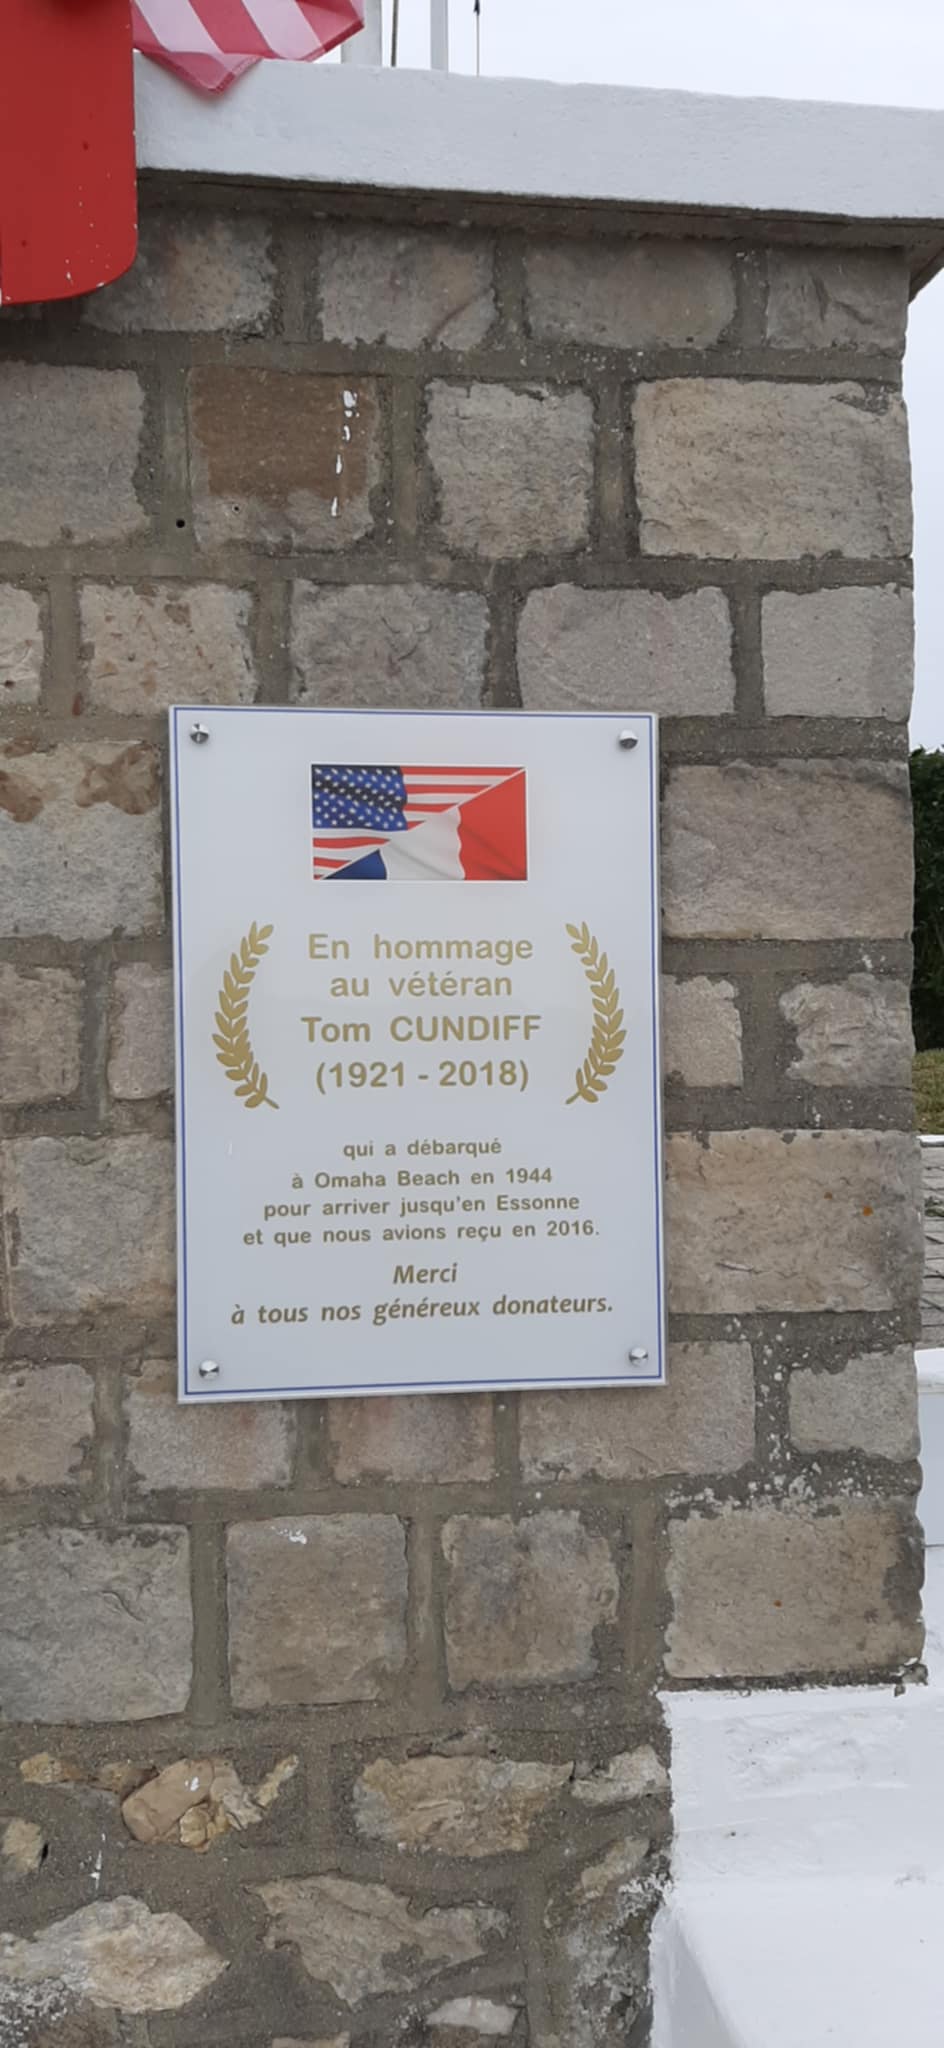 En hommage
au vétéran
Tom CUNDIFF
(1921 - 2018)
qui a débarqué
à Omaha Beach en 1944
pour arriver jusqu'en Essonne
et que nous avions reçu en 2016.
Merci
à tous nos généreux donateurs.